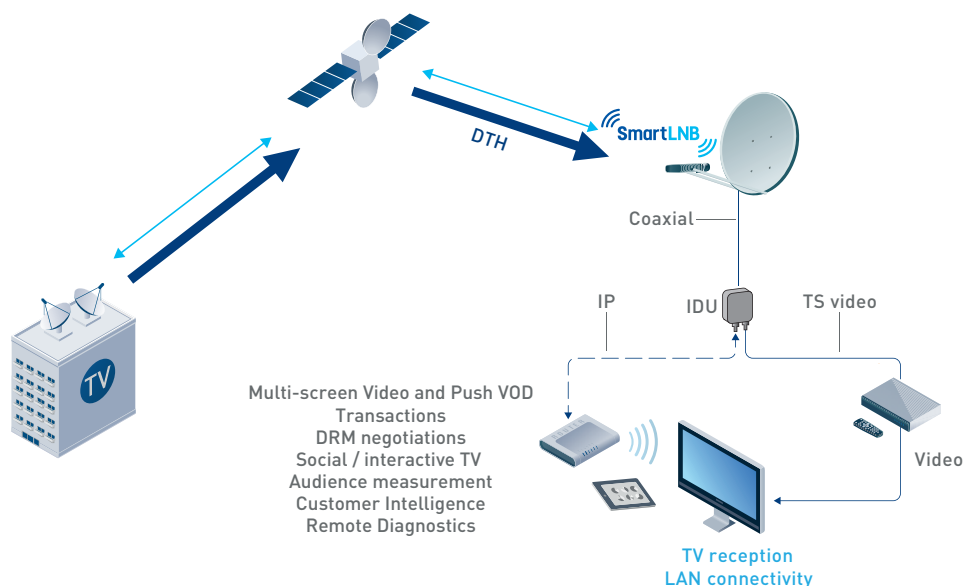 DTH
SmartLNB
TV
Coaxial
IP
IDU
TS video
Multi-screen Video and Push VOD
Transactions
DRM negotiations
Social / interactive TV
Audience measurement
Customer Intelligence
Remote Diagnostics
Video
TV reception
LAN connectivity